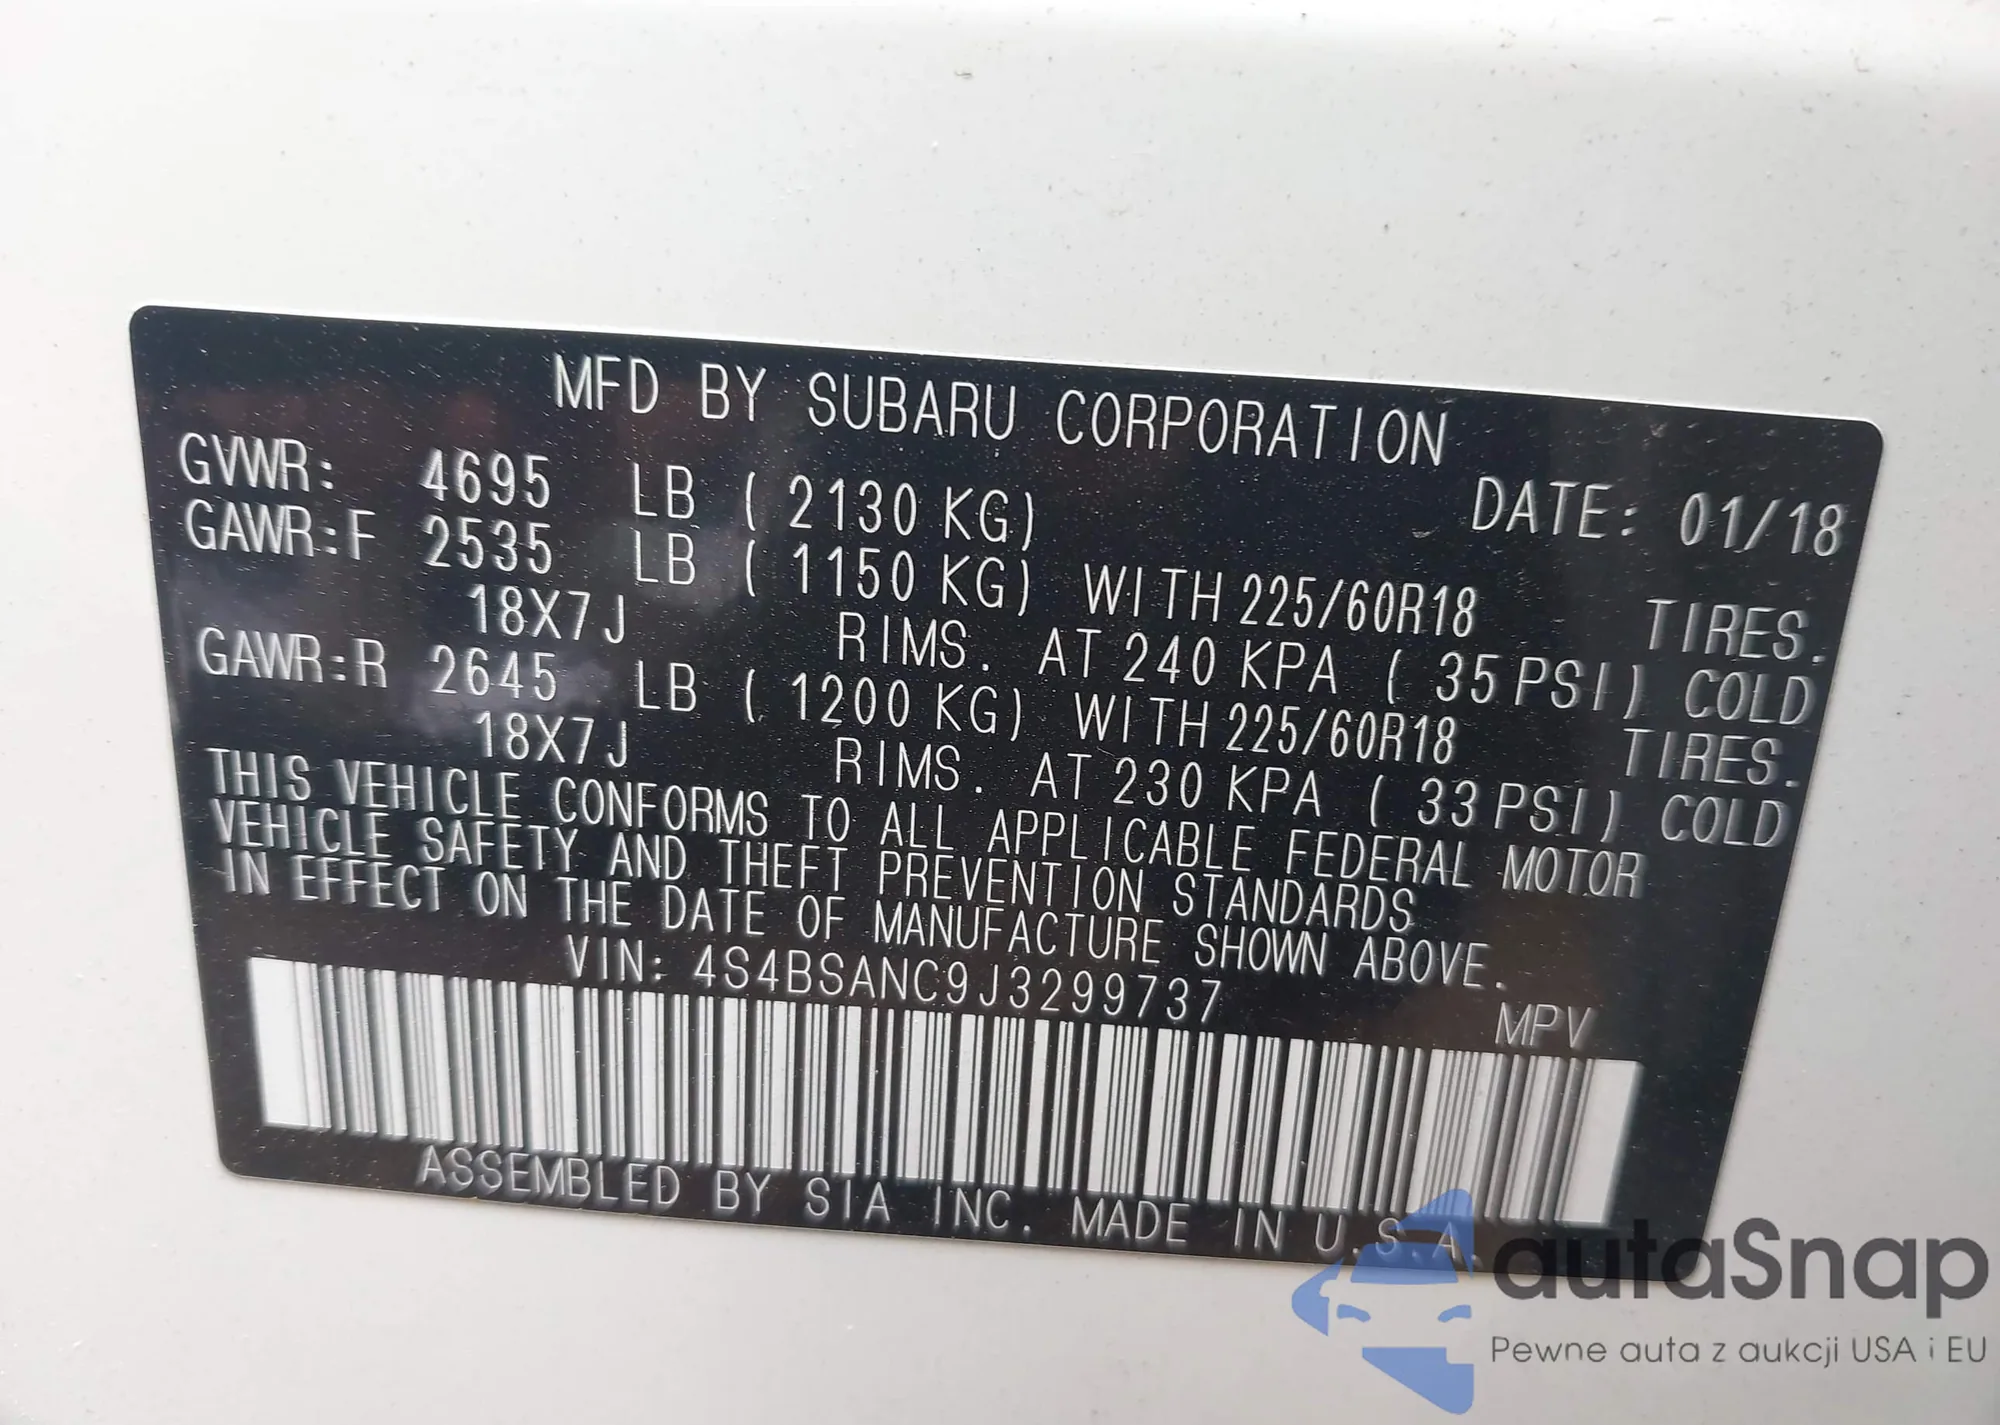 MFD BY SUBARU CORPORATION
GVWR: 4695 LB ( 2130 KG) DATE: 01/18
GAWR:F 2535 LB ( 1150 KG) WITH 225/60R18 TIRES.
18X7J RIMS. AT 240 KPA ( 35 PSI) COLD
GAWR:R 2645 LB ( 1200 KG) WITH 225/60R18 TIRES.
18X7J RIMS. AT 230 KPA ( 33 PSI) COLD
THIS VEHICLE CONFORMS TO ALL APPLICABLE FEDERAL MOTOR
VEHICLE SAFETY AND THEFT PREVENTION STANDARDS
IN EFFECT ON THE DATE OF MANUFACTURE SHOWN ABOVE.
VIN: 4S4BSANC9J3299737 MPV
ASSEMBLED BY SIA INC. MADE IN U.S.A.
autaSnap
Pewne auta z aukcji USA i EU